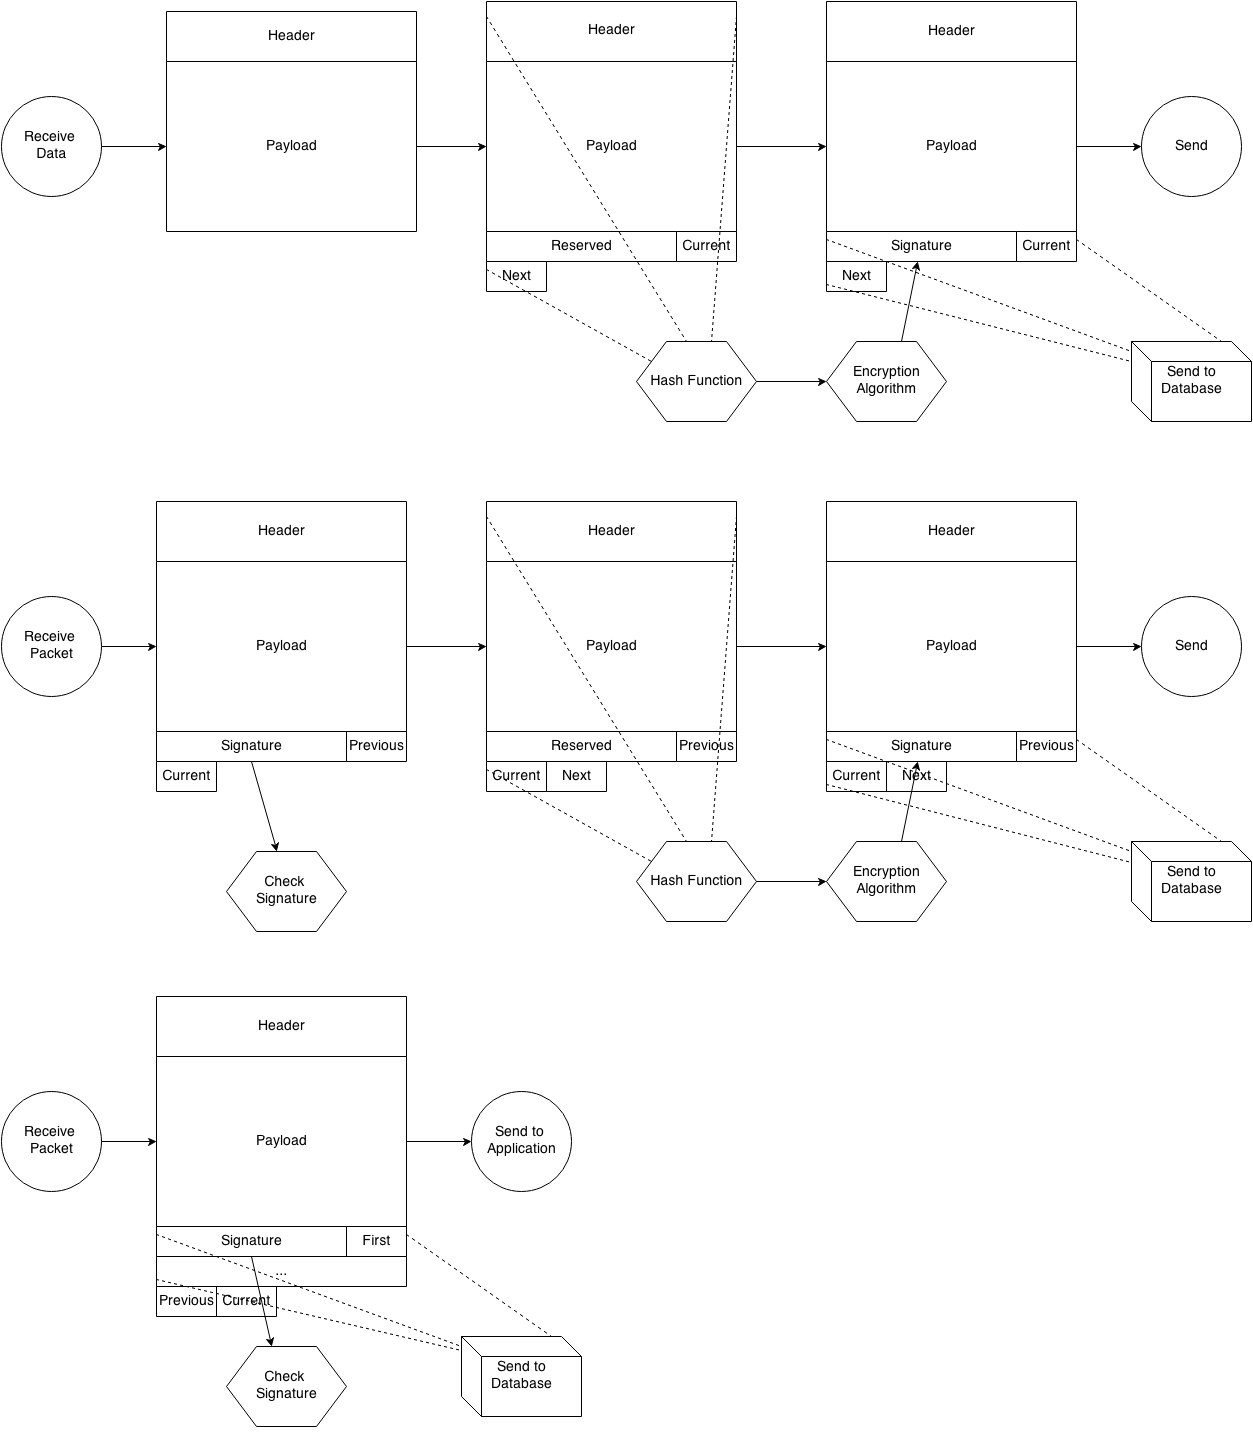 Header
Header
Header
Receive
Data
Payload
Payload
Payload
Send
Reserved
Current
Signature
Current
Next
Next
Hash Function
Encryption
Algorithm
Send to
Database
Header
Header
Header
Receive
Packet
Payload
Payload
Payload
Send
Signature
Previous
Reserved
Previous
Signature
Previous
Current
Current
Next
Current
Next
Check
Signature
Hash Function
Encryption
Algorithm
Send to
Database
Header
Receive
Packet
Payload
Send to
Application
Signature
First
...
Previous
Current
Check
Signature
Send to
Database